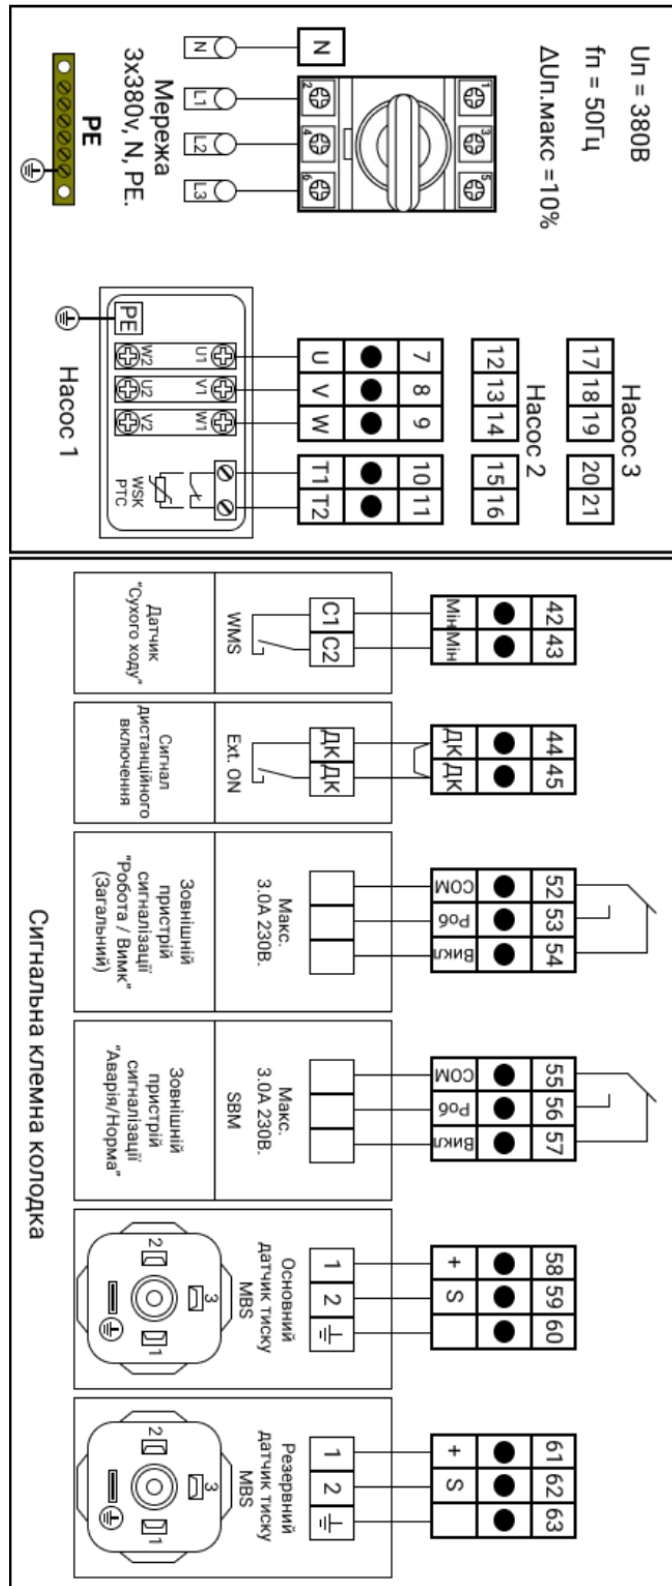 Uп = 380В
fп = 50Гц
ΔUп.макс =10%
N
N
L1
L2
L3
2
4
6
1
3
5
Мережа
3x380v, N, PE.
PE
PE
W2
U1
U2
V1
V2
W1
WSK
PTC
Насос 1
U
V
W
T1
T2
7
8
9
10
11
12
13
14
15
16
Насос 2
17
18
19
20
21
Насос 3
42
43
Мін
Мін
C1
C2
WMS
Датчик
"Сухого ходу"
44
45
ДК
ДК
ДК
ДК
Ext. ON
Сигнал
дистанційного
включення
52
53
54
COM
Роб
Викл
Макс.
3.0А 230В.
Зовнішній
пристрій
сигналізації
"Робота / Вимк"
(Загальний)
55
56
57
COM
Роб
Викл
Макс.
3.0А 230В.
SBM
Зовнішній
пристрій
сигналізації
"Аварія/Норма"
58
59
60
+
S
1
2
Основний
датчик тиску
MBS
2
3
1
61
62
63
+
S
1
2
Резервний
датчик тиску
MBS
2
3
1
Сигнальна клемна колодка